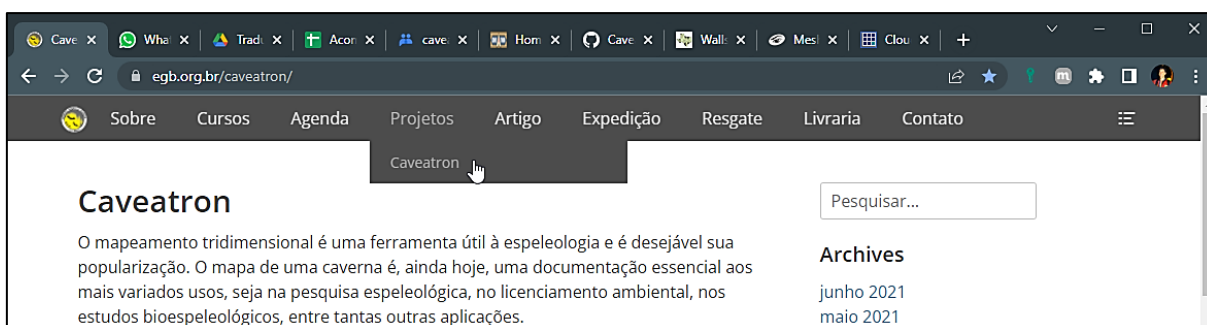 Cave What Tradu Acon cavea Hom Cave Walls Mesl Clou
egb.org.br/caveatron/
Sobre Cursos Agenda Projetos Artigo Expedição Resgate Livraria Contato
Caveatron
Caveatron
Pesquisar...
O mapeamento tridimensional é uma ferramenta útil à espeleologia e é desejável sua
popularização. O mapa de uma caverna é, ainda hoje, uma documentação essencial aos
mais variados usos, seja na pesquisa espeleológica, no licenciamento ambiental, nos
estudos bioespeleológicos, entre tantas outras aplicações.
Archives
junho 2021
maio 2021